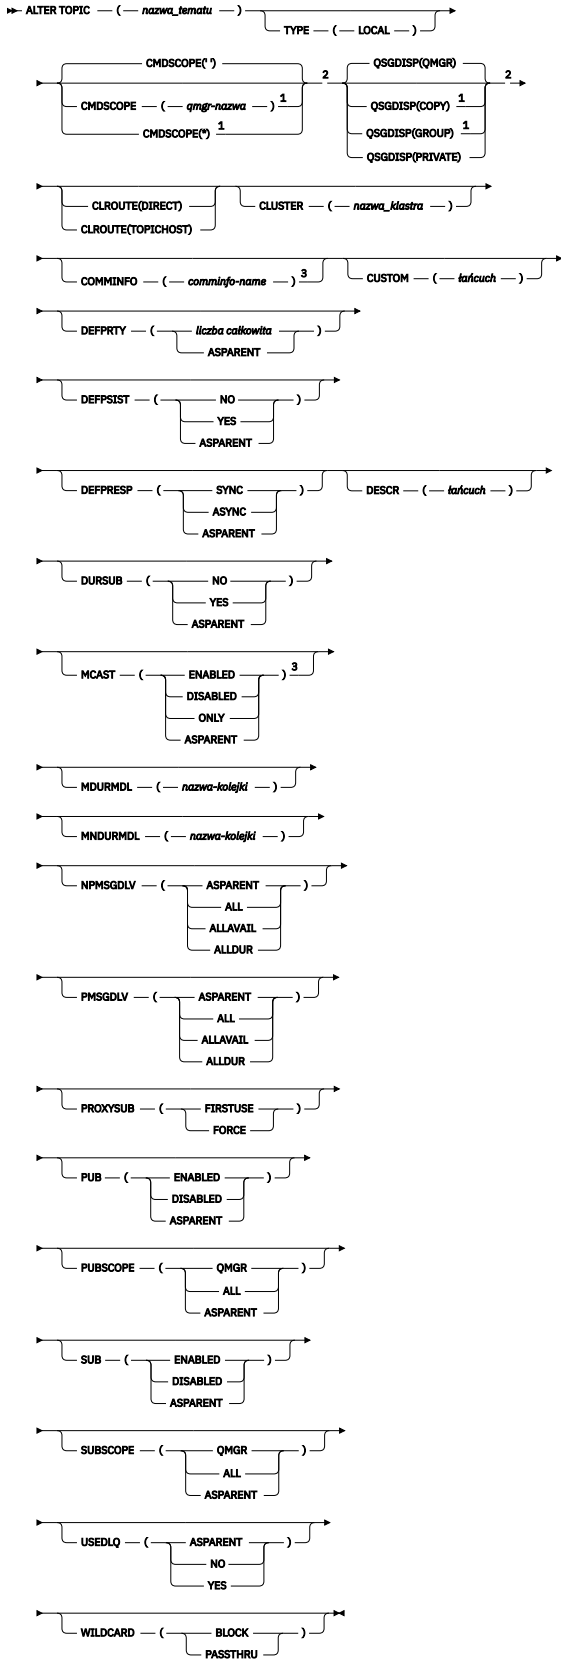 ALTER TOPIC ( nazwa_tematu )
TYPE ( LOCAL )
CMDSCOPE(' ')
CMDSCOPE ( qmgr-nazwa ) 1
CMDSCOPE(*) 1
2
QSGDISP(QMGR)
QSGDISP(COPY) 1
QSGDISP(GROUP) 1
QSGDISP(PRIVATE)
2
CLROUTE(DIRECT)
CLROUTE(TOPICHOST)
CLUSTER ( nazwa_klastra )
COMMINFO ( comminfo-name ) 3
CUSTOM ( łańcuch )
DEFPRTY ( liczba całkowita )
ASPARENT
DEFPSIST ( NO )
YES
ASPARENT
DEFPRESP ( SYNC )
ASYNC
ASPARENT
DESCR ( łańcuch )
DURSUB ( NO )
YES
ASPARENT
MCAST ( ENABLED ) 3
DISABLED
ONLY
ASPARENT
MDURMDL ( nazwa-kolejki )
MNDURMDL ( nazwa-kolejki )
NPMSGDLV ( ASPARENT )
ALL
ALLAVAIL
ALLDUR
PMSGDLV ( ASPARENT )
ALL
ALLAVAIL
ALLDUR
PROXYSUB ( FIRSTUSE )
FORCE
PUB ( ENABLED )
DISABLED
ASPARENT
PUBSCOPE ( QMGR )
ALL
ASPARENT
SUB ( ENABLED )
DISABLED
ASPARENT
SUBSCOPE ( QMGR )
ALL
ASPARENT
USEDLQ ( ASPARENT )
NO
YES
WILDCARD ( BLOCK )
PASSTHRU